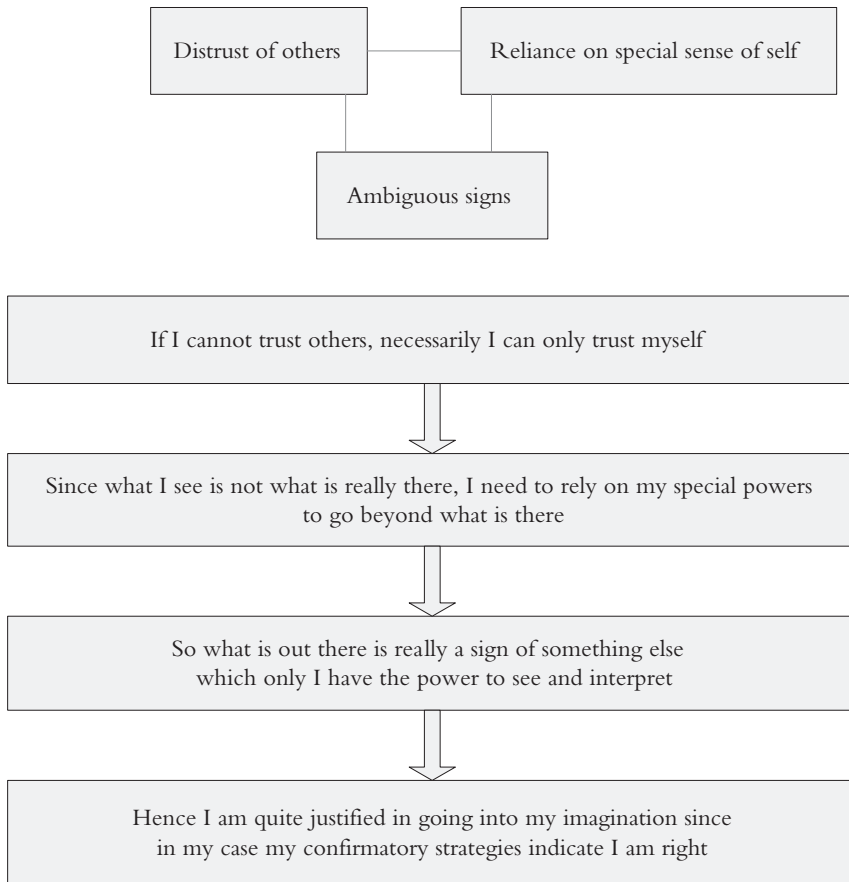 Distrust of others
Reliance on special sense of self
Ambiguous signs
If I cannot trust others, necessarily I can only trust myself
Since what I see is not what is really there, I need to rely on my special powers
to go beyond what is there
So what is out there is really a sign of something else
which only I have the power to see and interpret
Hence I am quite justified in going into my imagination since
in my case my confirmatory strategies indicate I am right